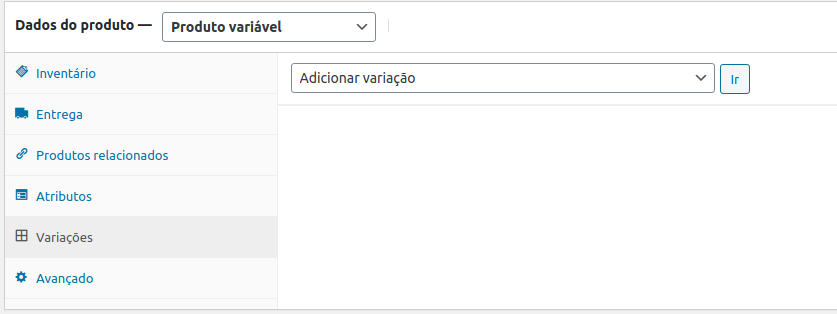 Dados do produto — Produto variável
Inventário
Adicionar variação Ir
Entrega
Produtos relacionados
Atributos
Variações
Avançado